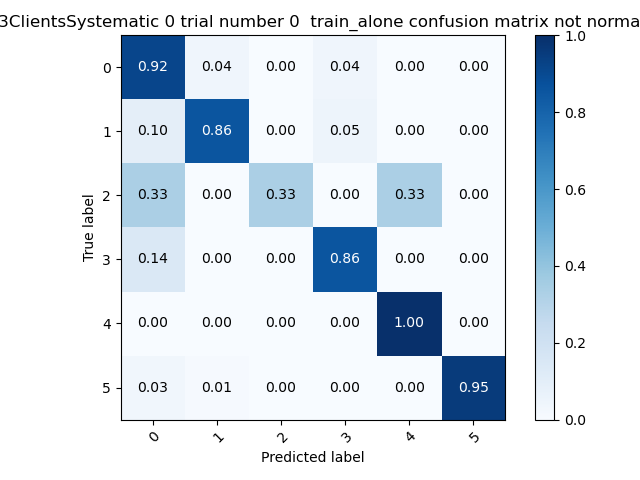 3ClientsSystematic 0 trial number 0  train_alone confusion matrix not norma
0 0.92 0.04 0.00 0.04 0.00 0.00
1 0.10 0.86 0.00 0.05 0.00 0.00
2 0.33 0.00 0.33 0.00 0.33 0.00
3 0.14 0.00 0.00 0.86 0.00 0.00
4 0.00 0.00 0.00 0.00 1.00 0.00
5 0.03 0.01 0.00 0.00 0.00 0.95
0 1 2 3 4 5
True label
Predicted label
1.0
0.8
0.6
0.4
0.2
0.0